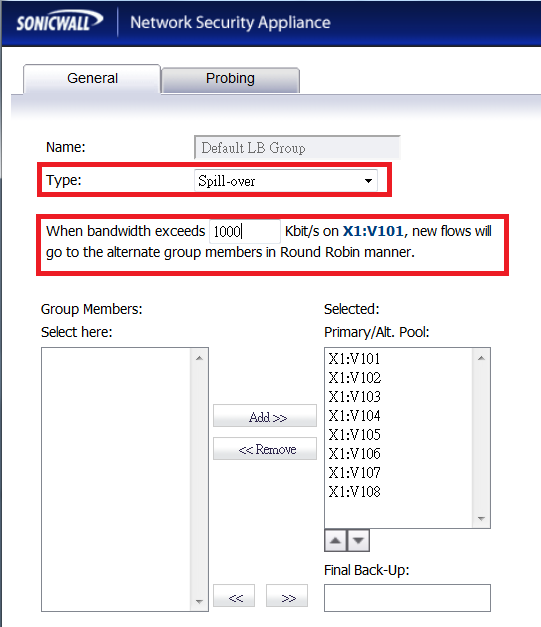 SONICWALL Network Security Appliance
General Probing
Name: Default LB Group
Type: Spill-over
When bandwidth exceeds 1000 Kbit/s on X1:V101, new flows will
go to the alternate group members in Round Robin manner.
Group Members: Selected:
Select here: Primary/Alt. Pool:
X1:V101
X1:V102
X1:V103
X1:V104
Add >> X1:V105
<< Remove X1:V106
X1:V107
X1:V108
Final Back-Up:
<< >>